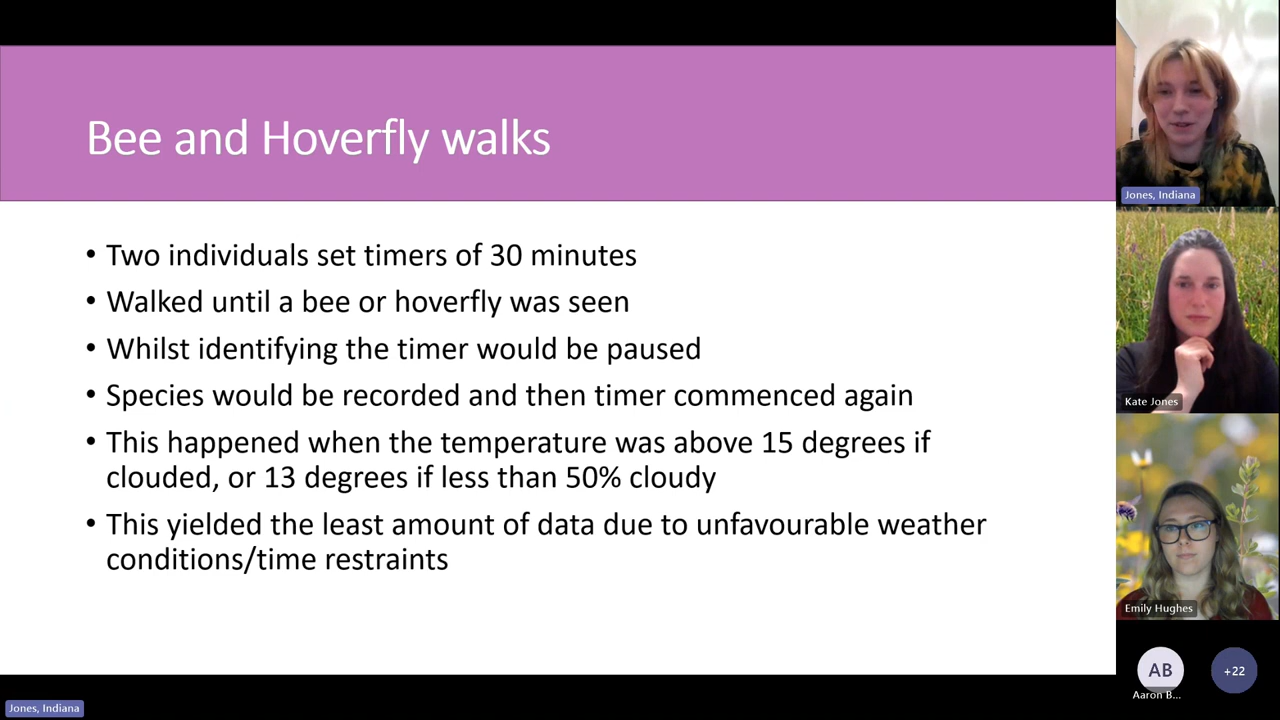 Bee and Hoverfly walks
• Two individuals set timers of 30 minutes
• Walked until a bee or hoverfly was seen
• Whilst identifying the timer would be paused
• Species would be recorded and then timer commenced again
• This happened when the temperature was above 15 degrees if
clouded, or 13 degrees if less than 50% cloudy
• This yielded the least amount of data due to unfavourable weather
conditions/time restraints
Jones, Indiana
Kate Jones
Emily Hughes
AB
Aaron B...
+22
Jones, Indiana